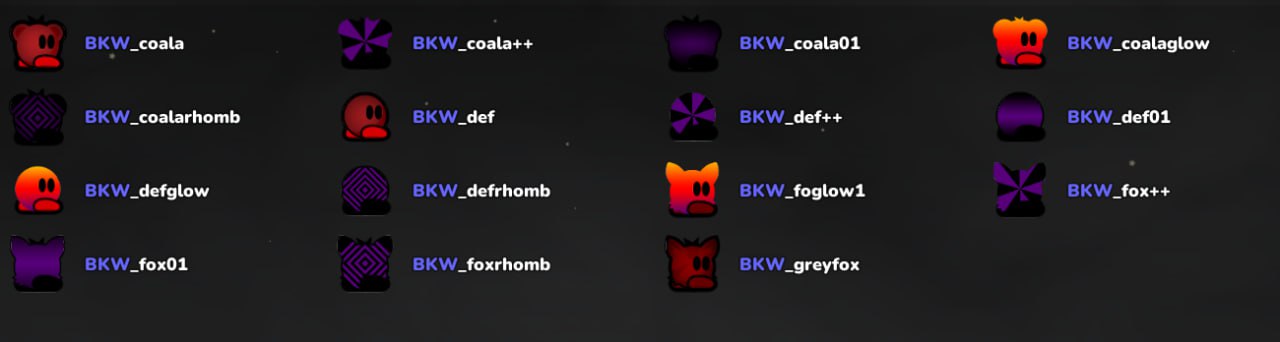 BKW_coala
BKW_coala++
BKW_coala01
BKW_coalaglow
BKW_coalarhomb
BKW_def
BKW_def++
BKW_def01
BKW_defglow
BKW_defrhomb
BKW_foglow1
BKW_fox++
BKW_fox01
BKW_foxrhomb
BKW_greyfox